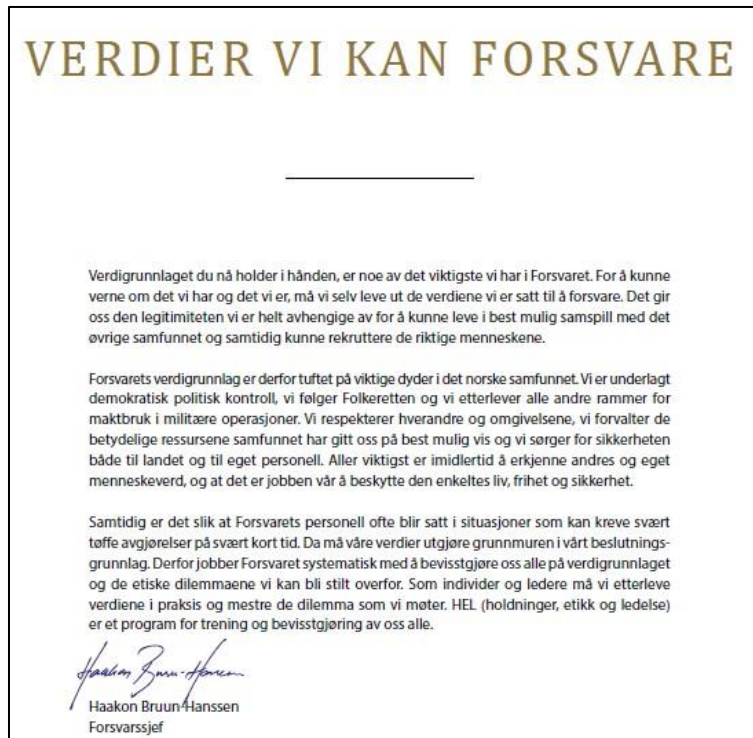 VERDIER VI KAN FORSVARE
Verdigrunnlaget du nå holder i hånden, er noe av det viktigste vi har i Forsvaret. For å kunne
verne om det vi har og det vi er, må vi selv leve ut de verdiene vi er satt til å forsvare. Det gir
oss den legitimiteten vi er helt avhengige av for å kunne leve i best mulig samspill med det
øvrige samfunnet og samtidig kunne rekruttere de riktige menneskene.
Forsvarets verdigrunnlag er derfor tuftet på viktige dyder i det norske samfunnet. Vi er underlagt
demokratisk politisk kontroll, vi følger Folkeretten og vi etterlever alle andre rammer for
maktbruk i militære operasjoner. Vi respekterer hverandre og omgivelsene, vi forvalter de
betydelige ressursene samfunnet har gitt oss på best mulig vis og vi sørger for sikkerheten
både til landet og til eget personell. Aller viktigst er imidlertid å erkjenne andres og eget
menneskeverd, og at det er jobben vår å beskytte den enkeltes liv, frihet og sikkerhet.
Samtidig er det slik at Forsvarets personell ofte blir satt i situasjoner som kan kreve svært
tøffe avgjørelser på svært kort tid. Da må våre verdier utgjøre grunnmuren i vårt beslutnings-
grunnlag. Derfor jobber Forsvaret systematisk med å bevisstgjøre oss alle på verdigrunnlaget
og de etiske dilemmaene vi kan bli stilt overfor. Som individer og ledere må vi etterleve
verdiene i praksis og mestre de dilemma som vi møter. HEL (holdninger, etikk og ledelse)
er et program for trening og bevisstgjøring av oss alle.
Haakon Bruun-Hanssen
Haakon Bruun-Hanssen
Forsvarssjef